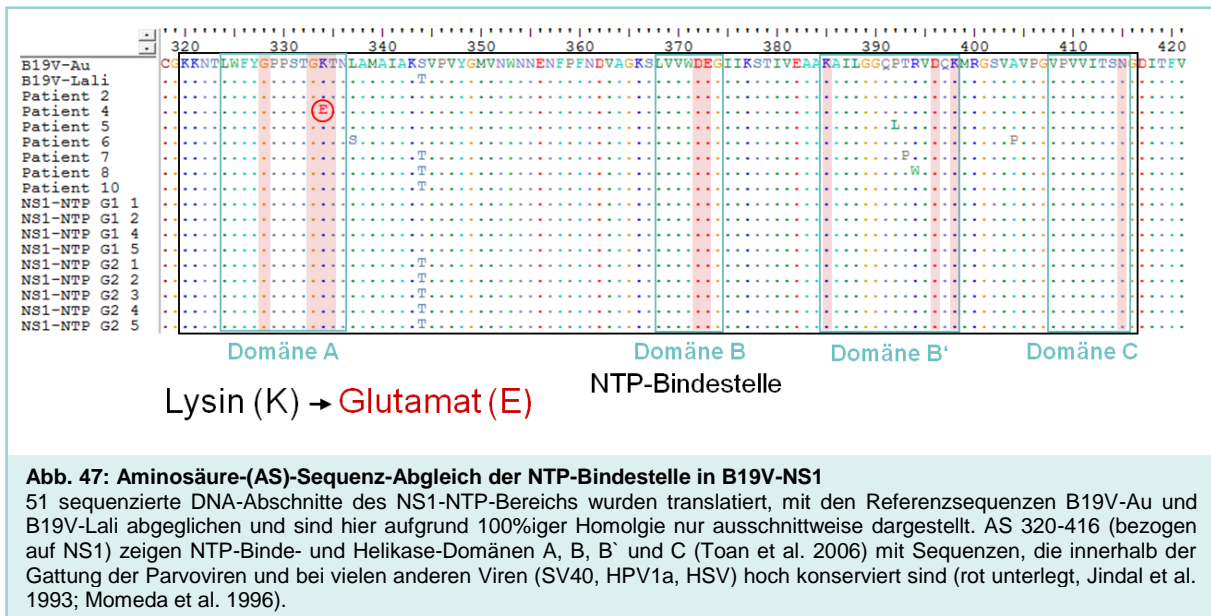 320 330 340 350 360 370 380 390 400 410 420
B19V-Au CGKKNTLWFYGPPSTGKTNLAMAIAKSVPVYGMVNWNNENFPFNDVAGKSLVVWDEGIIKSTIVEAAKAILGGQPTRVDQKMRGSVAVPGVPVVITSNGDITFV
B19V-Lali T
Patient 2
Patient 4 E
Patient 5 L
Patient 6 S P
Patient 7 T P
Patient 8 T W
Patient 10 T
NS1-NTP G1 1
NS1-NTP G1 2
NS1-NTP G1 4
NS1-NTP G1 5
NS1-NTP G2 1 T
NS1-NTP G2 2 T
NS1-NTP G2 3 T
NS1-NTP G2 4 T
NS1-NTP G2 5 T
Domäne A Domäne B Domäne B‘ Domäne C
NTP-Bindestelle
Lysin (K) → Glutamat (E)
Abb. 47: Aminosäure-(AS)-Sequenz-Abgleich der NTP-Bindestelle in B19V-NS1
51 sequenzierte DNA-Abschnitte des NS1-NTP-Bereichs wurden translatiert, mit den Referenzsequenzen B19V-Au und
B19V-Lali abgeglichen und sind hier aufgrund 100%iger Homolgie nur ausschnittweise dargestellt. AS 320-416 (bezogen
auf NS1) zeigen NTP-Binde- und Helikase-Domänen A, B, B` und C (Toan et al. 2006) mit Sequenzen, die innerhalb der
Gattung der Parvoviren und bei vielen anderen Viren (SV40, HPV1a, HSV) hoch konserviert sind (rot unterlegt, Jindal et al.
1993; Momeda et al. 1996).